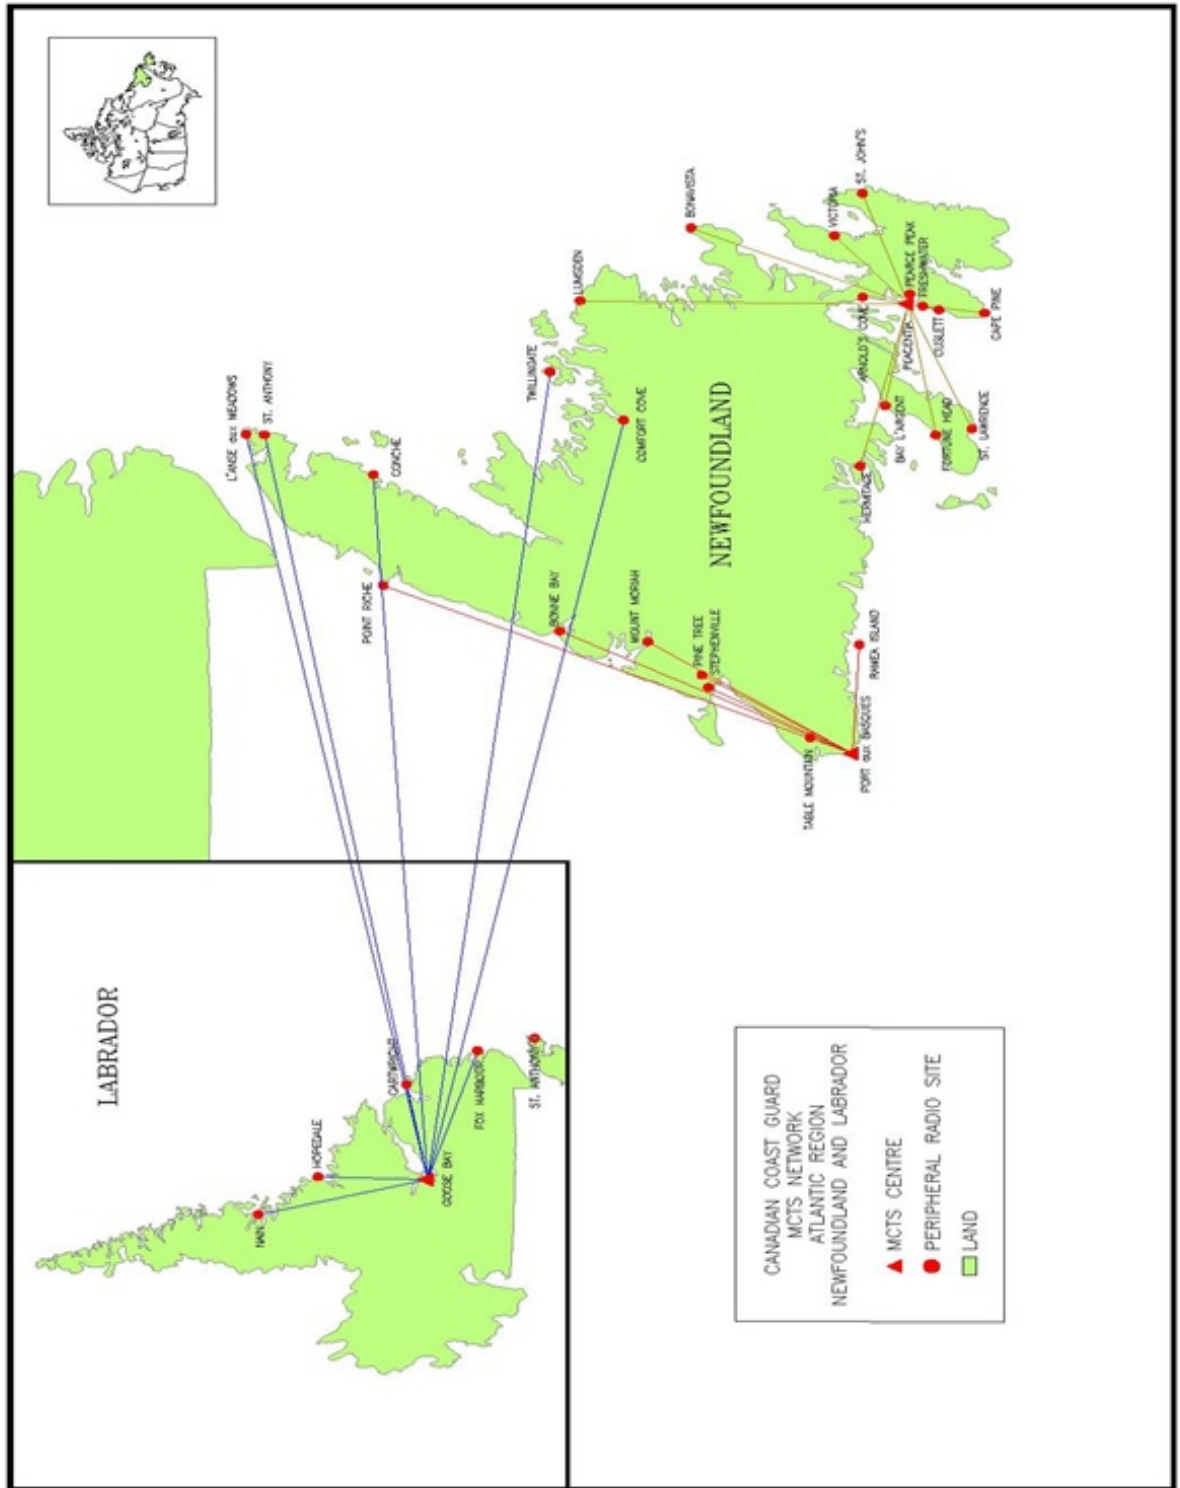 LABRADOR
NAIN
HOPEDALE
CARTWRIGHT
GOOSE BAY
FOX HARBOUR
ST. ANTHONY
L'ANSE aux MEADOWS
ST. ANTHONY
CONCHE
POINT RICHE
TWILLINGATE
LUMSDEN
COMFORT COVE
BONNE BAY
MOUNT MORIAH
NEWFOUNDLAND
PINE TREE
STEPHENVILLE
BONAVISTA
TABLE MOUNTAIN
PORT aux BASQUES
RAMEA ISLAND
HERMITAGE
BAY L'ARGENT
FORTUNE HEAD
ST. LAWRENCE
ARNOLD'S COVE
PLACENTIA
VICTORIA
ST. JOHN'S
PEARCE PEAK
FRESHWATER
CUSLETT
CAPE PINE
CANADIAN COAST GUARD
MCTS NETWORK
ATLANTIC REGION
NEWFOUNDLAND AND LABRADOR
MCTS CENTRE
PERIPHERAL RADIO SITE
LAND